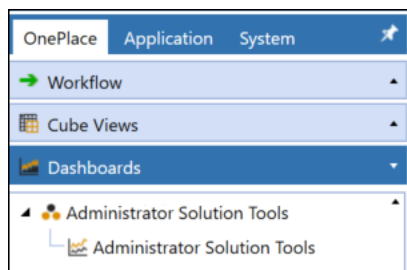 OnePlace Application System
Workflow
Cube Views
Dashboards
Administrator Solution Tools
Administrator Solution Tools